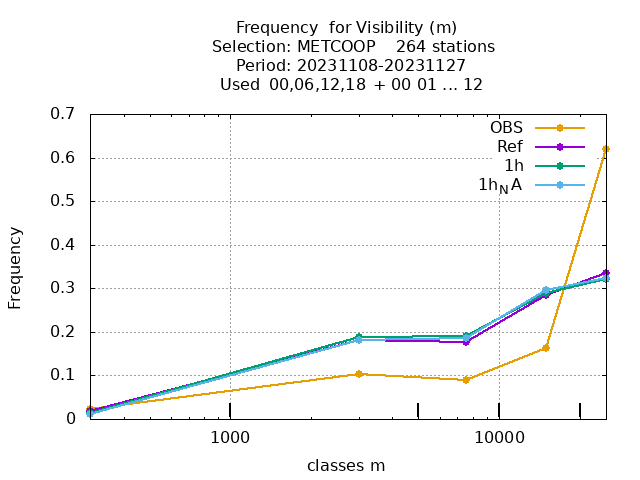 Frequency  for Visibility (m)
Selection: METCOOP    264 stations
Period: 20231108-20231127
Used  00,06,12,18  + 00 01 ... 12
0.7
0.6
0.5
0.4
0.3
0.2
0.1
0
Frequency
OBS
Ref
1h
1h_NA
1000
10000
classes m